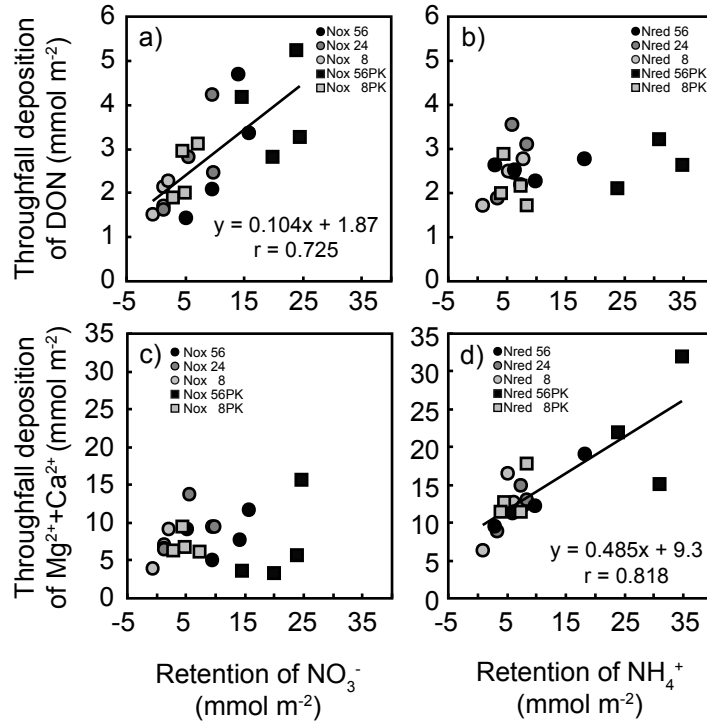 Throughfall deposition
of DON (mmol m-2)
6
5
4
3
2
1
0
a)
Nox 56
Nox 24
Nox 8
Nox 56PK
Nox 8PK
y = 0.104x + 1.87
r = 0.725
-5 5 15 25 35
6
5
4
3
2
1
0
b)
Nred 56
Nred 24
Nred 8
Nred 56PK
Nred 8PK
-5 5 15 25 35
Throughfall deposition
of Mg2++Ca2+ (mmol m-2)
35
30
25
20
15
10
5
0
c)
Nox 56
Nox 24
Nox 8
Nox 56PK
Nox 8PK
-5 5 15 25 35
Retention of NO3-
(mmol m-2)
35
30
25
20
15
10
5
0
d)
Nred 56
Nred 24
Nred 8
Nred 56PK
Nred 8PK
y = 0.485x + 9.3
r = 0.818
-5 5 15 25 35
Retention of NH4+
(mmol m-2)